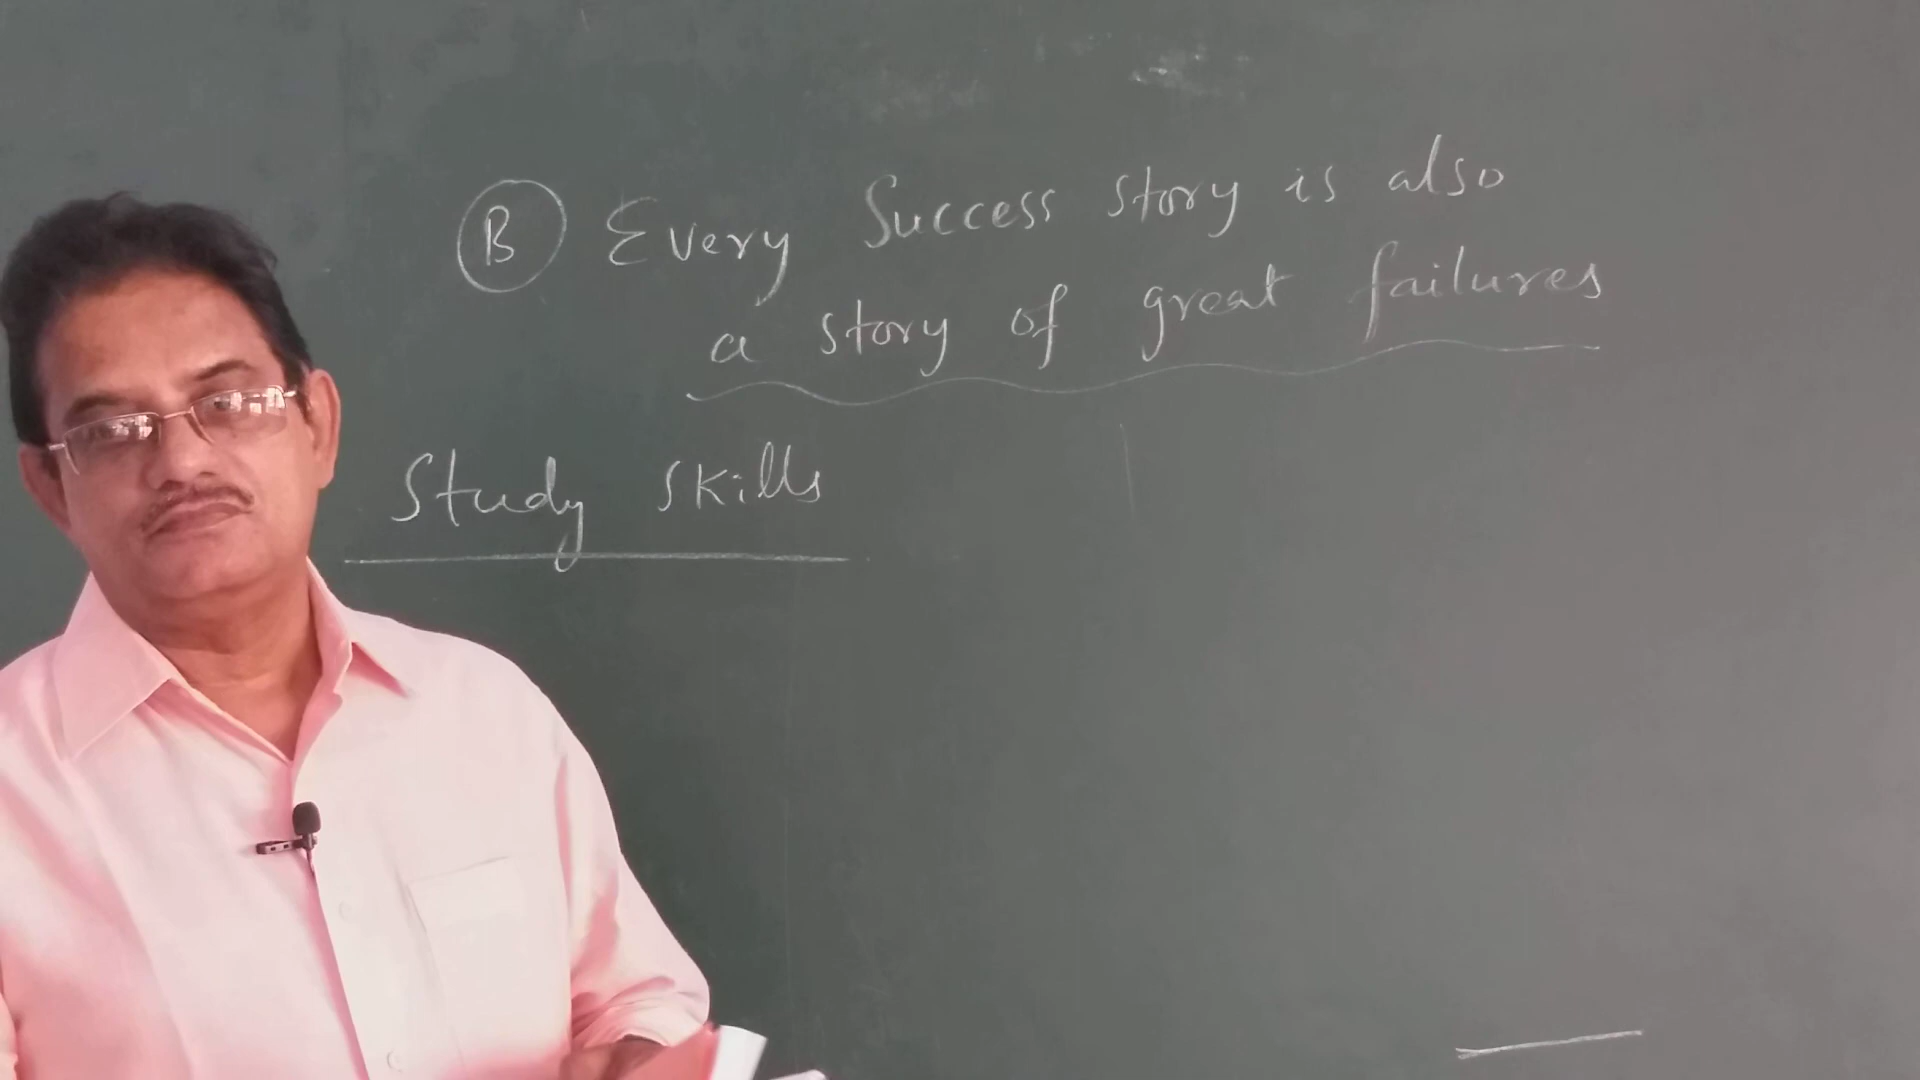 B Every Success story is also
a story of great failures
Study Skills